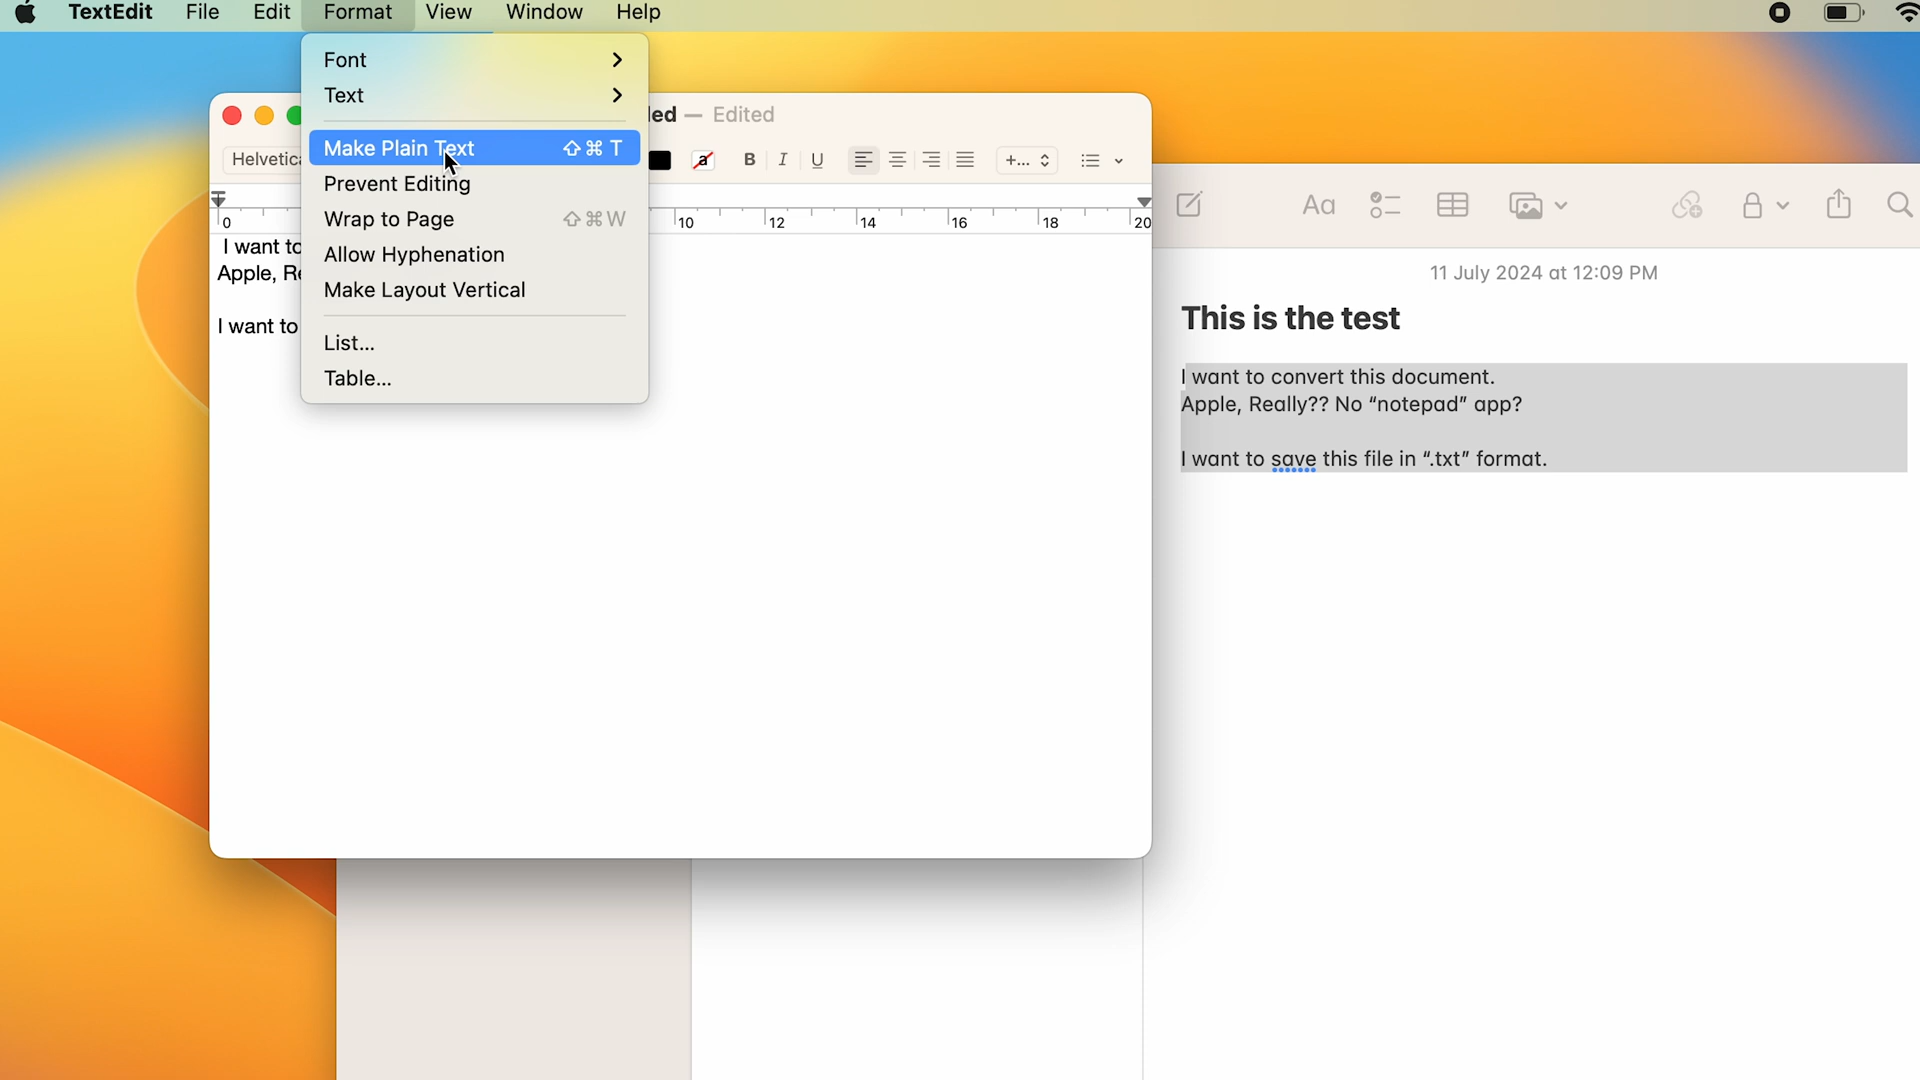 TextEdit File Edit Format View Window Help
Font
Text
Make Plain Text ⇧⌘T
Prevent Editing
Wrap to Page ⇧⌘W
Allow Hyphenation
Make Layout Vertical
List...
Table...
— Edited
a B I U +...
0 10 12 14 16 18 20
I want to
Apple,
I want to
Aa
11 July 2024 at 12:09 PM
This is the test
I want to convert this document.
Apple, Really?? No “notepad” app?
I want to save this file in “.txt” format.